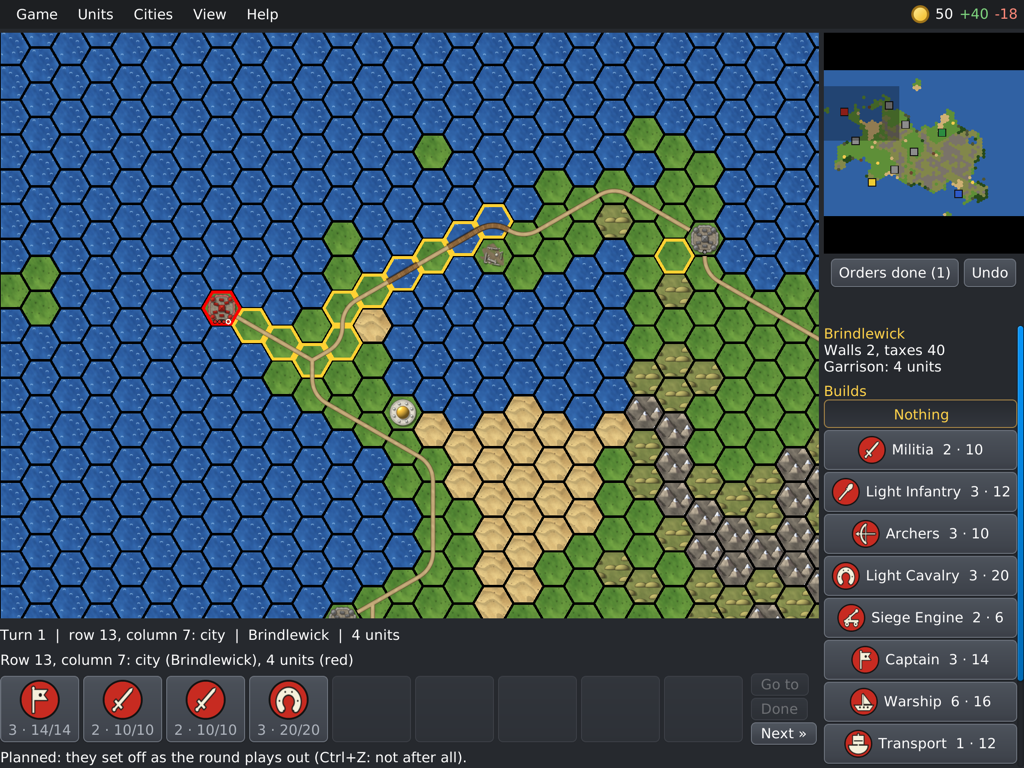 Game Units Cities View Help 50 +40 -18
Orders done (1) Undo
Brindlewick
Walls 2, taxes 40
Garrison: 4 units
Builds
Nothing
Militia 2 · 10
Light Infantry 3 · 12
Archers 3 · 10
Light Cavalry 3 · 20
Siege Engine 2 · 6
Captain 3 · 14
Warship 6 · 16
Transport 1 · 12
Turn 1 | row 13, column 7: city | Brindlewick | 4 units
Row 13, column 7: city (Brindlewick), 4 units (red)
3 · 14/14 2 · 10/10 2 · 10/10 3 · 20/20
Go to
Done
Next »
Planned: they set off as the round plays out (Ctrl+Z: not after all).